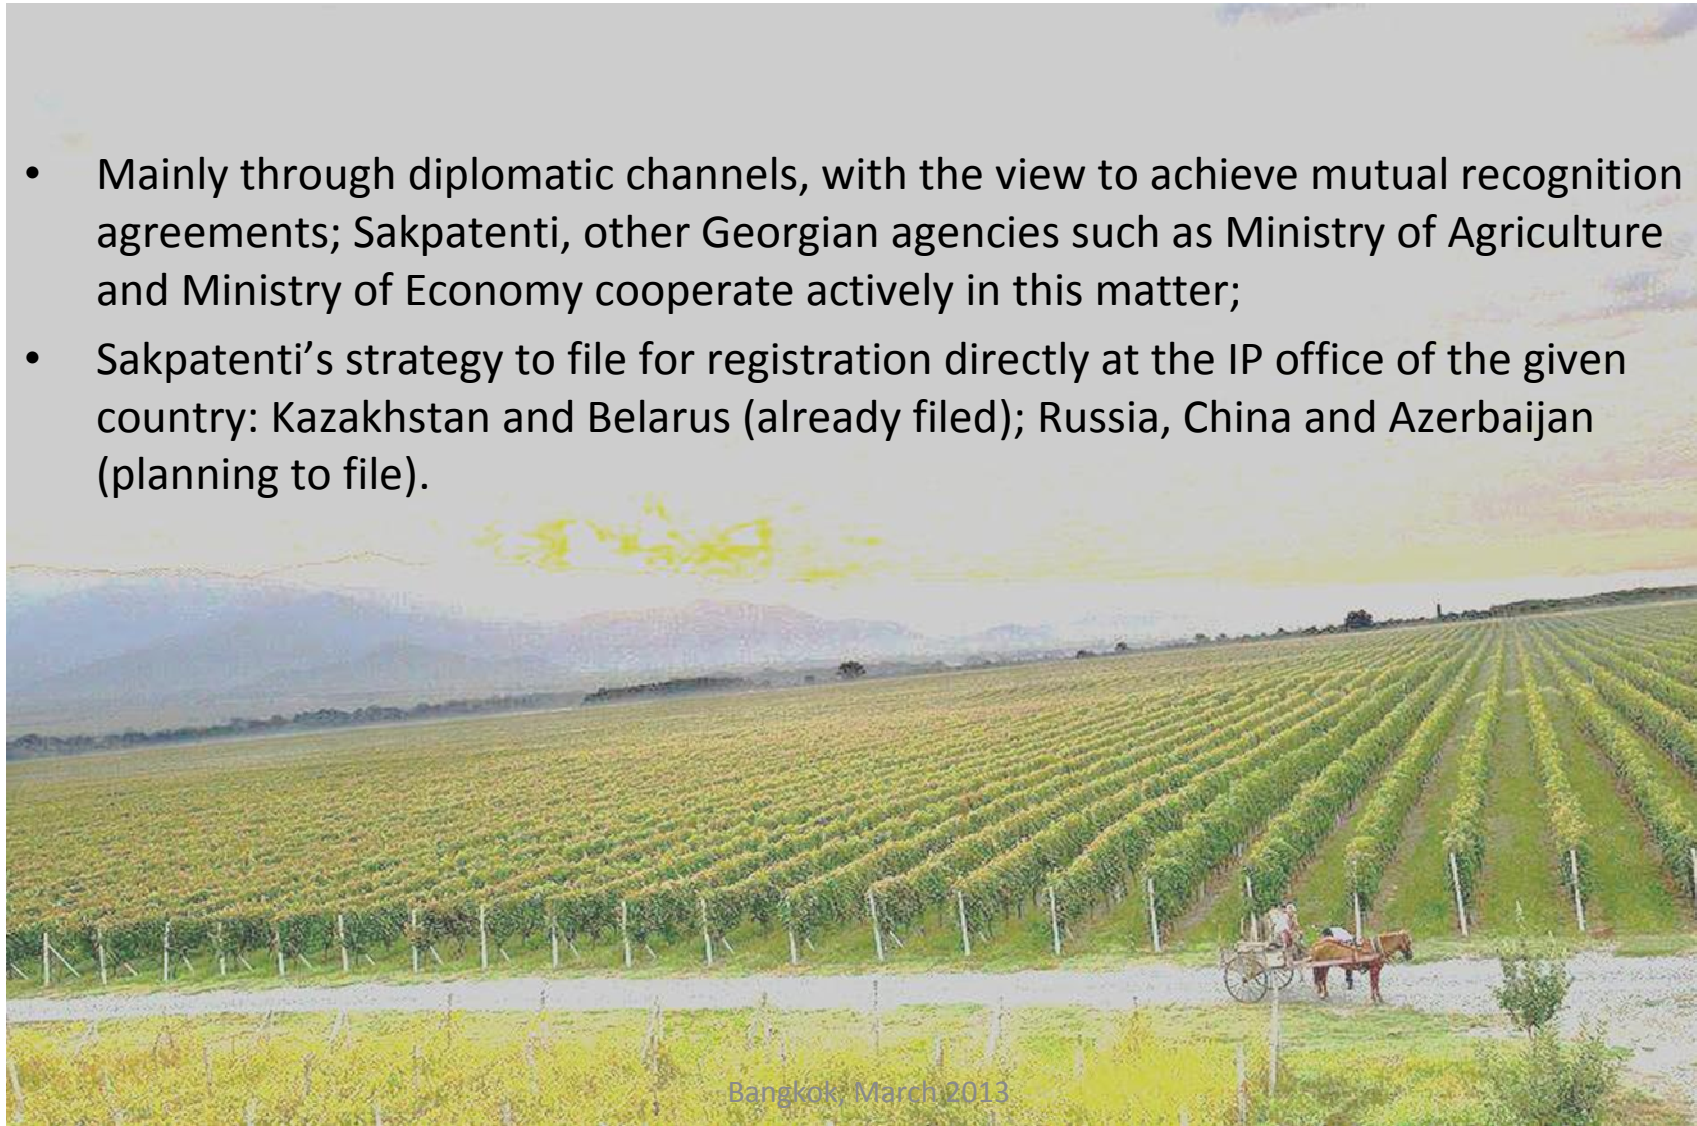 • Mainly through diplomatic channels, with the view to achieve mutual recognition
agreements; Sakpatenti, other Georgian agencies such as Ministry of Agriculture
and Ministry of Economy cooperate actively in this matter;
• Sakpatenti’s strategy to file for registration directly at the IP office of the given
country: Kazakhstan and Belarus (already filed); Russia, China and Azerbaijan
(planning to file).
Bangkok, March 2013